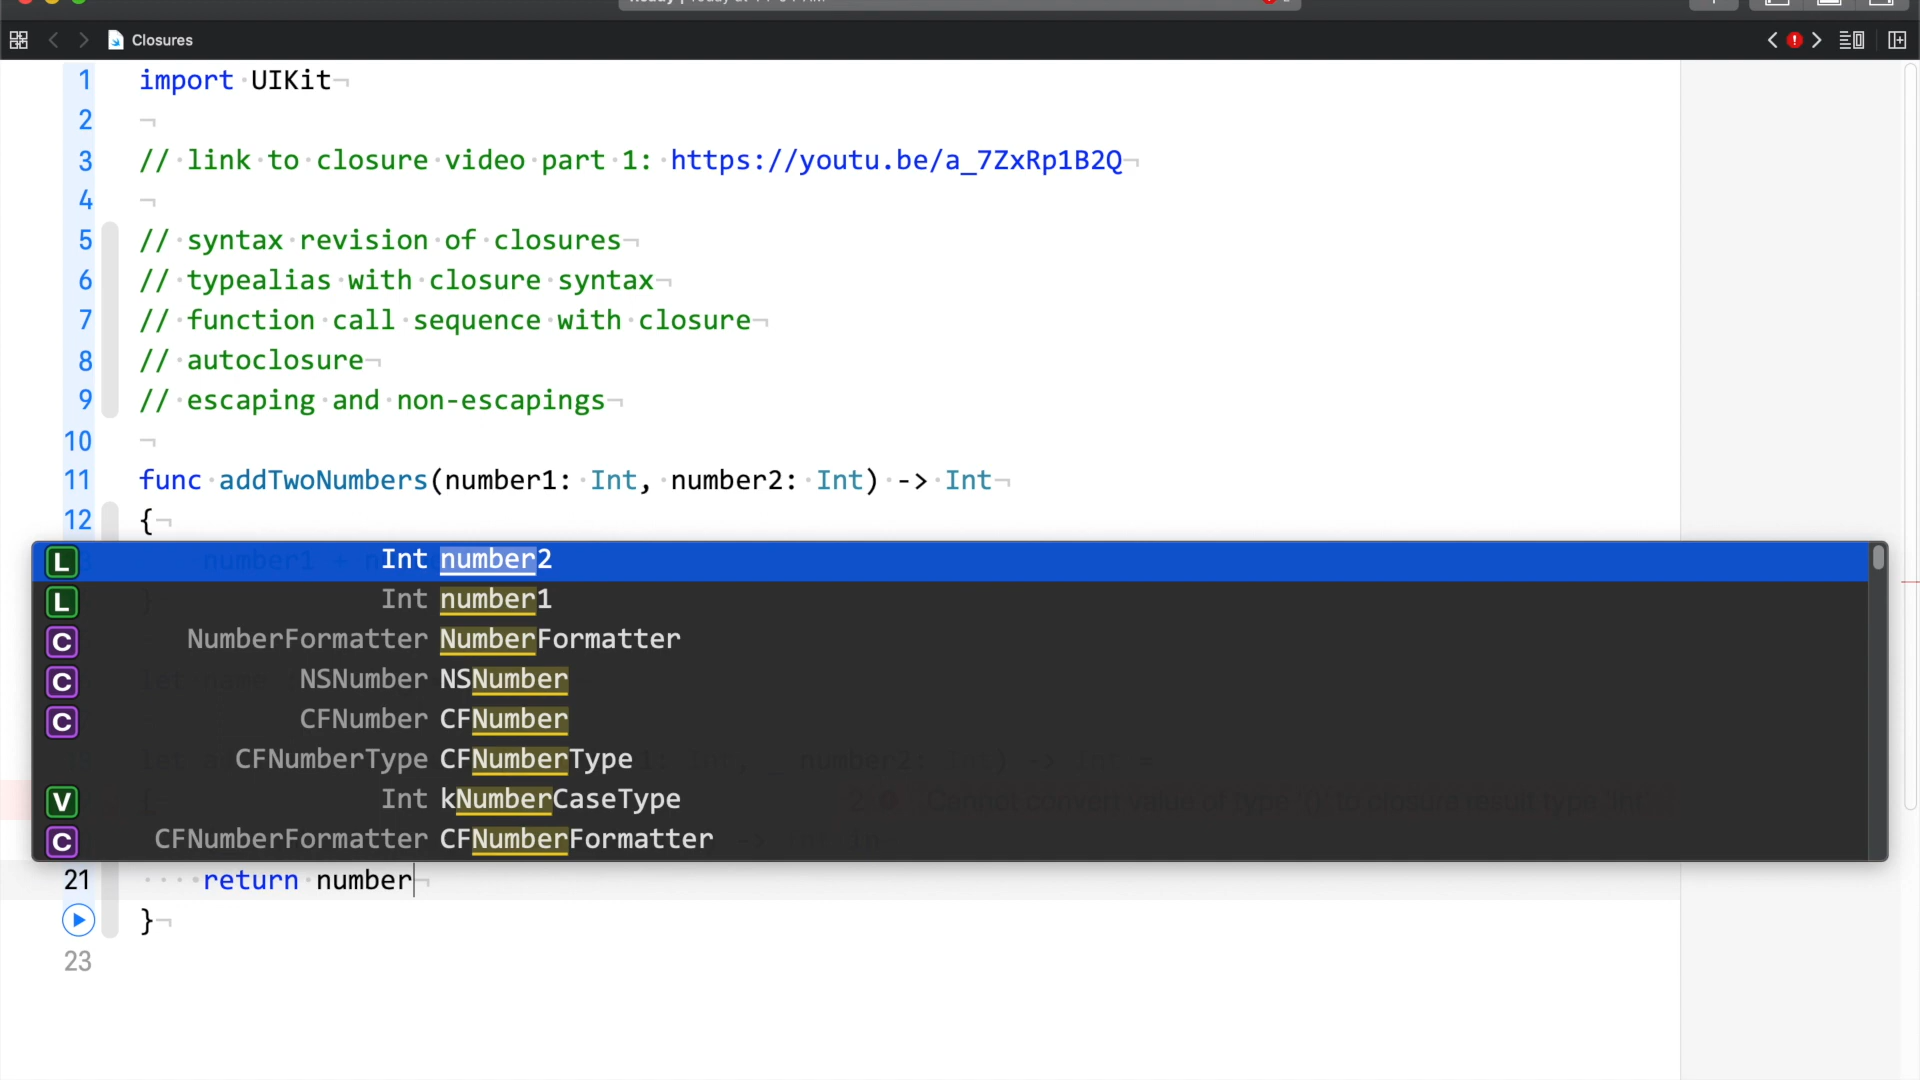 Closures
1 import UIKit
2
3 // link to closure video part 1: https://youtu.be/a_7ZxRp1B2Q
4
5 // syntax revision of closures
6 // typealias with closure syntax
7 // function call sequence with closure
8 // autoclosure
9 // escaping and non-escapings
10
11 func addTwoNumbers(number1: Int, number2: Int) -> Int
12 {
L Int number2
L Int number1
C NumberFormatter NumberFormatter
C NSNumber NSNumber
C CFNumber CFNumber
CFNumberType CFNumberType
V Int kNumberCaseType
C CFNumberFormatter CFNumberFormatter
21 return number
}
23